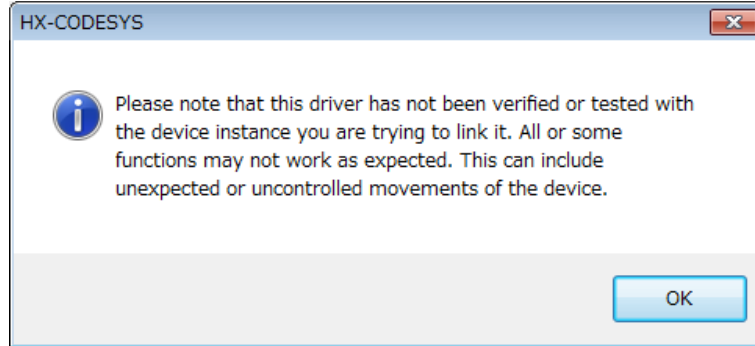 HX-CODESYS
Please note that this driver has not been verified or tested with
the device instance you are trying to link it. All or some
functions may not work as expected. This can include
unexpected or uncontrolled movements of the device.
OK